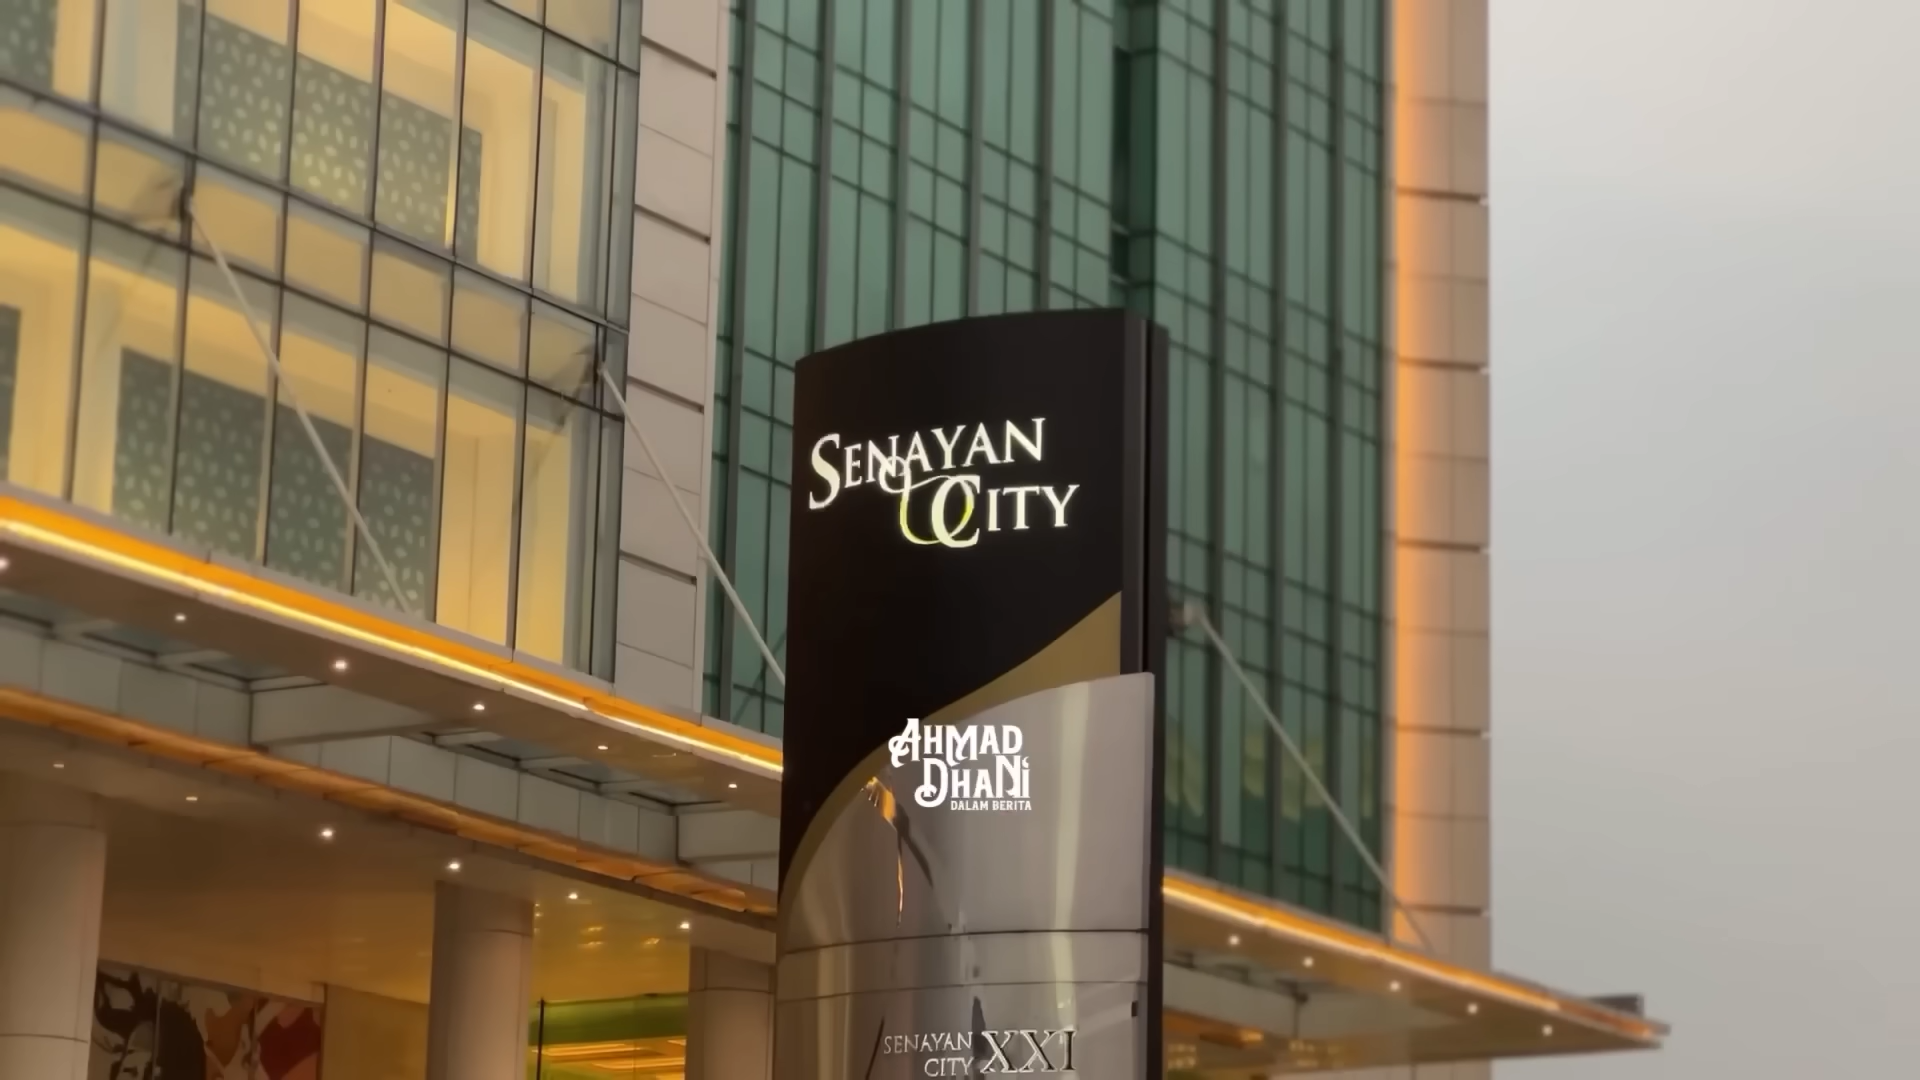 SENAYAN
CITY
AHMAD
DHANI
DALAM BERITA
SENAYAN
CITY XXI